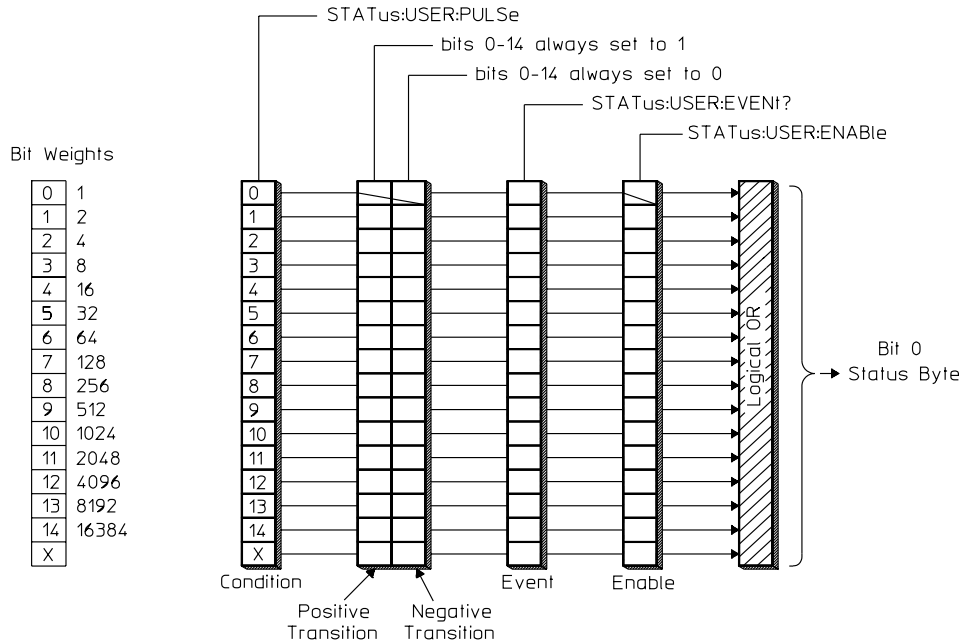 STATus:USER:PULSe
bits 0-14 always set to 1
bits 0-14 always set to 0
STATus:USER:EVENt?
STATus:USER:ENABle
Bit Weights
0 1
1 2
2 4
3 8
4 16
5 32
6 64
7 128
8 256
9 512
10 1024
11 2048
12 4096
13 8192
14 16384
X
0
1
2
3
4
5
6
7
8
9
10
11
12
13
14
X
Logical OR
Bit 0
Status Byte
Condition
Event
Enable
Positive
Transition
Negative
Transition